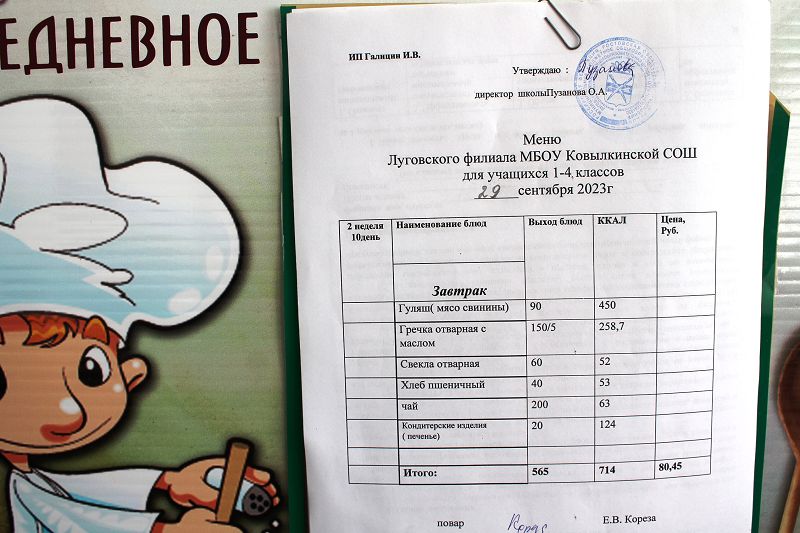 ЕДНЕВНОЕ
ИП Галицин И.В.
Утверждаю :
директор школыПузанова О.А.
Меню
Луговского филиала МБОУ Ковылкинской СОШ
для учащихся 1-4 классов
29 сентября 2023г
2 неделя 10день Наименование блюд Выход блюд ККАЛ Цена, Руб.
Завтрак
Гуляш( мясо свинины) 90 450
Гречка отварная с маслом 150/5 258,7
Свекла отварная 60 52
Хлеб пшеничный 40 53
чай 200 63
Кондитерские изделия ( печенье) 20 124
Итого: 565 714 80,45
повар Е.В. Кореза